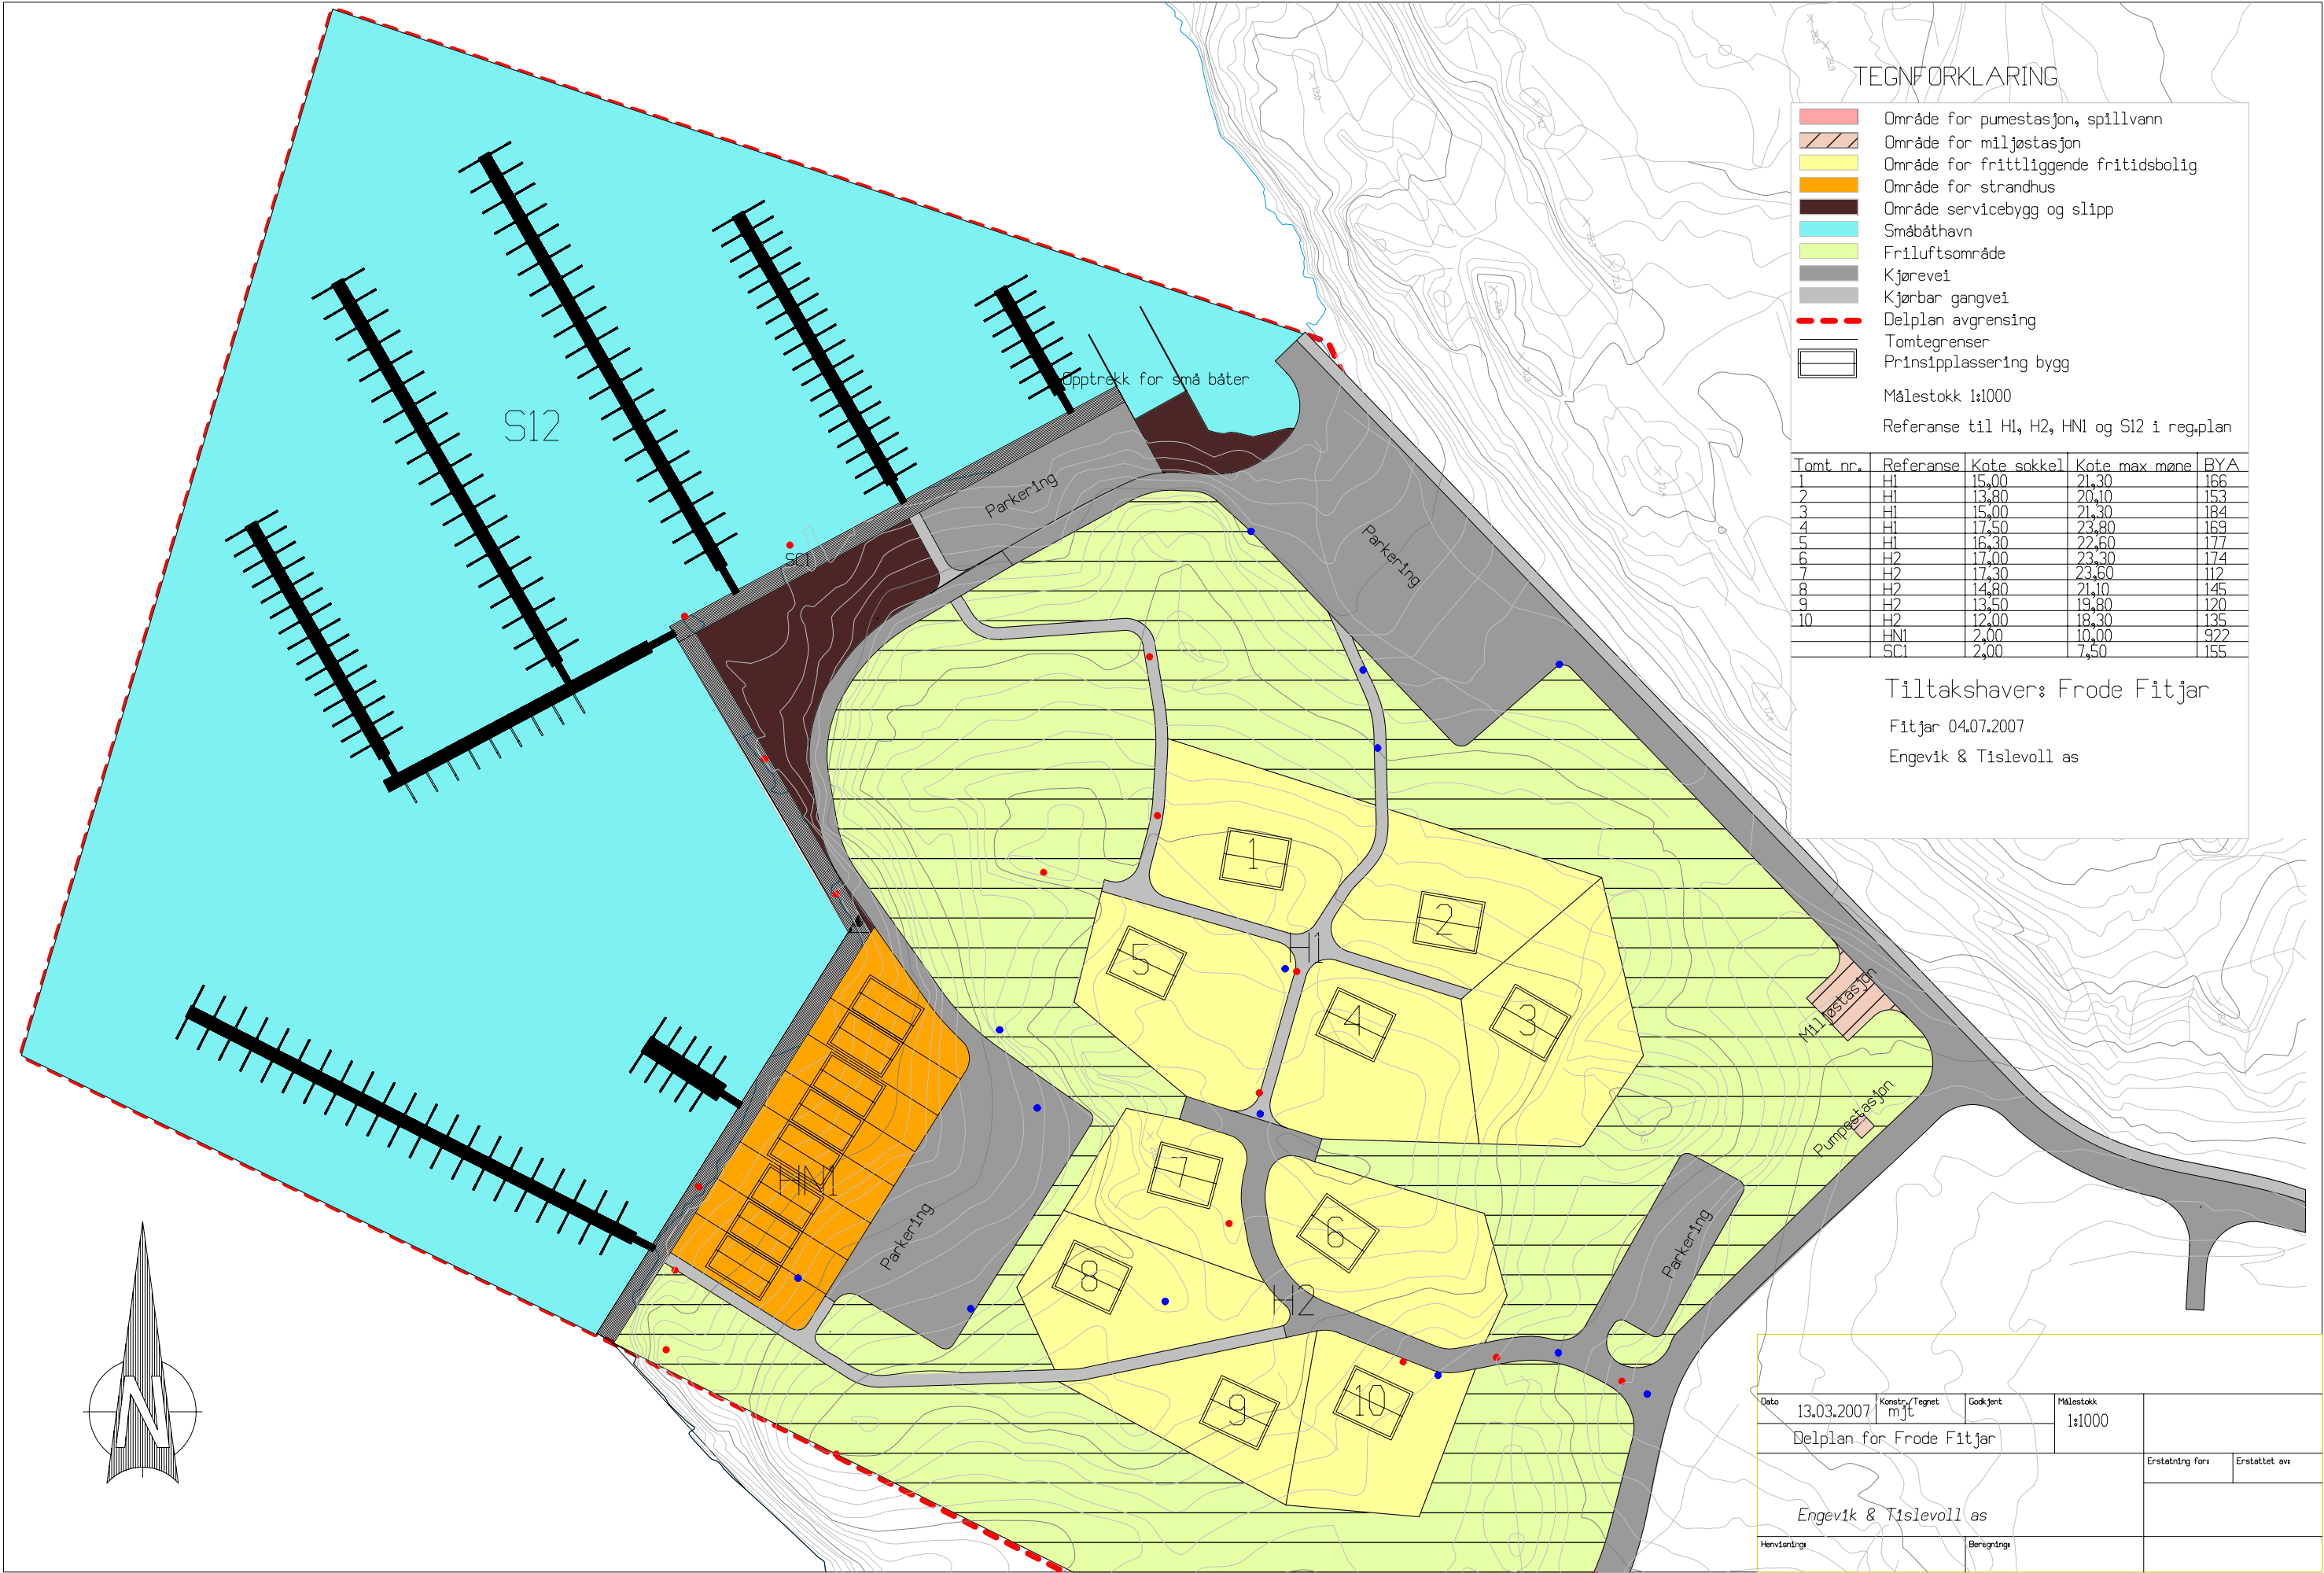 TEGNFORKLARING
Område for pumestasjon, spillvann
Område for miljøstasjon
Område for frittliggende fritidsbolig
Område for strandhus
Område servicebygg og slipp
Småbåthavn
Friluftsområde
Kjørevei
Kjørbar gangvei
Delplan avgrensing
Tomtegrenser
Prinsipplassering bygg
Målestokk 1:1000
Referanse til H1, H2, HN1 og S12 i reg.plan
Tomt nr. Referanse Kote sokkel Kote max møne BYA
1 H1 15,00 21,30 166
2 H1 13,80 20,10 153
3 H1 15,00 21,30 184
4 H1 17,50 23,80 169
5 H1 16,30 22,60 177
6 H2 17,00 23,30 174
7 H2 17,30 23,60 112
8 H2 14,80 21,10 145
9 H2 13,50 19,80 120
10 H2 12,00 18,30 135
HN1 2,00 10,00 922
SC1 2,00 7,50 155
Tiltakshaver: Frode Fitjar
Fitjar 04.07.2007
Engevik & Tislevoll as
S12
Opptrekk for små båter
Parkering
SC1
Parkering
1
2
H1
5
4
3
Miljøstasjon
Pumpestasjon
7
HN1
6
Parkering
Parkering
8
H2
9
10
N
Dato
13.03.2007
Konstr./Tegnet
mjt
Godkjent
Målestokk
1:1000
Delplan for Frode Fitjar
Erstatning for:
Erstattet av:
Engevik & Tislevoll as
Henvisning:
Beregning: